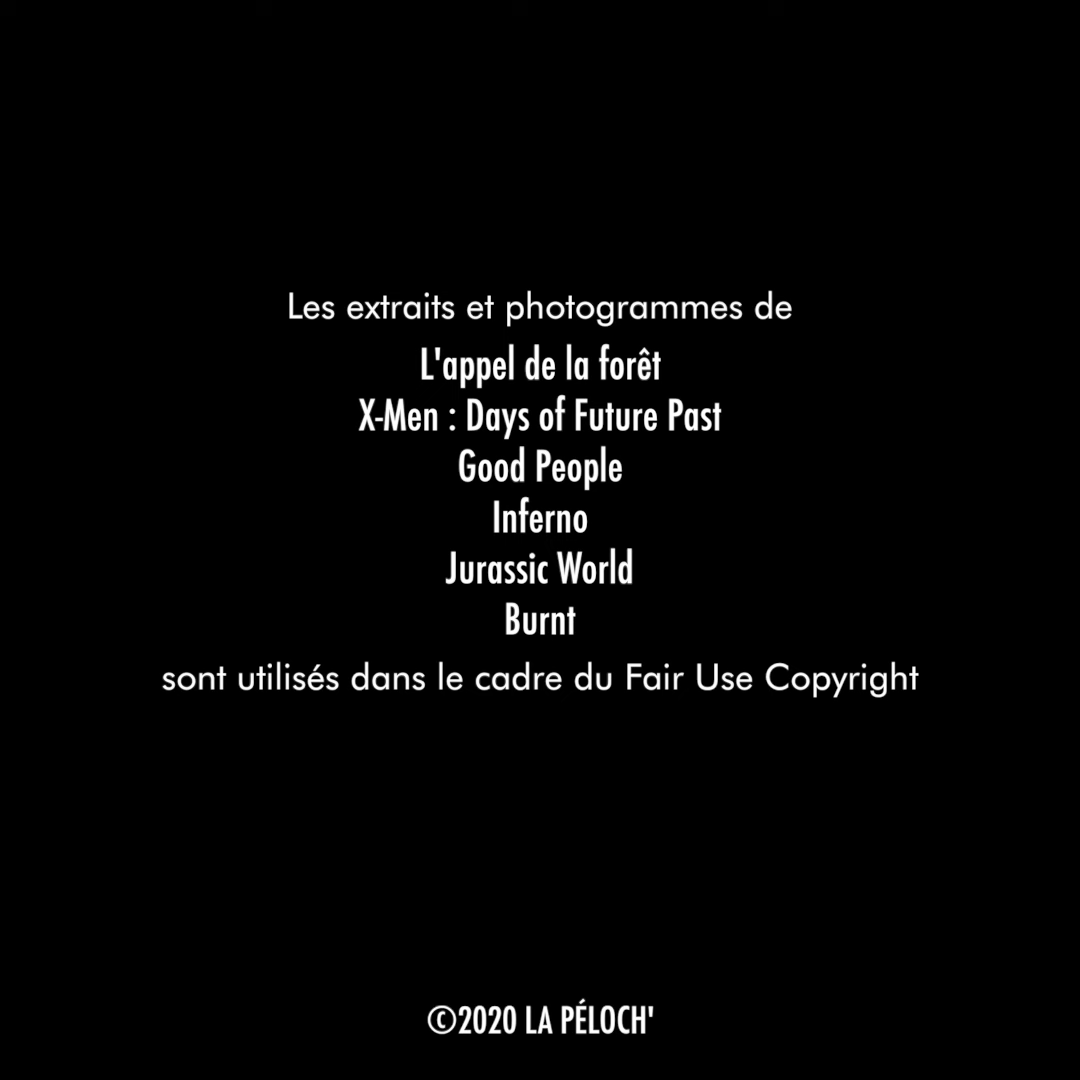 Les extraits et photogrammes de
L'appel de la forêt
X-Men : Days of Future Past
Good People
Inferno
Jurassic World
Burnt
sont utilisés dans le cadre du Fair Use Copyright
©2020 LA PÉLOCH'